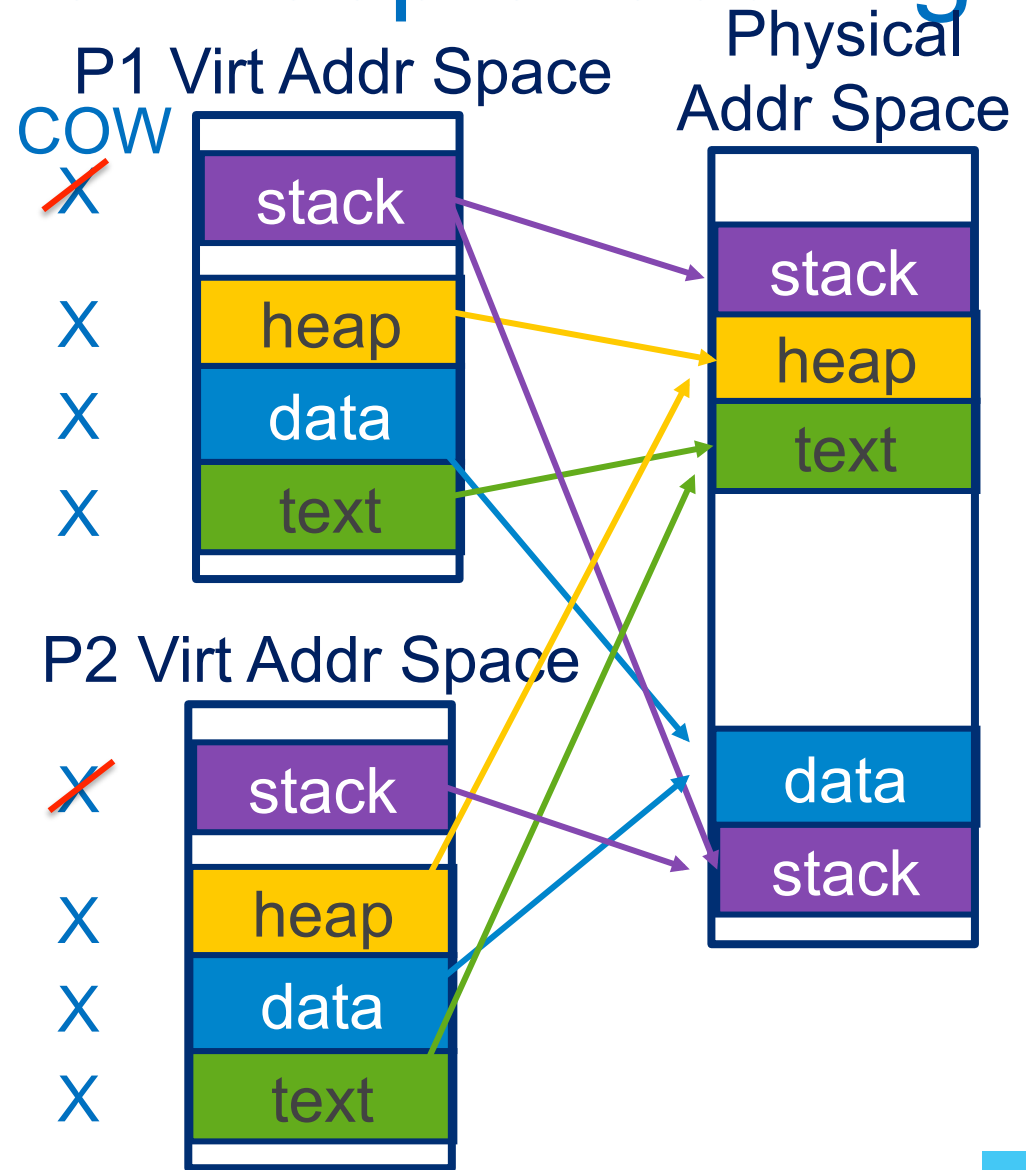 P1 Virt Addr Space
COW
X
stack
X
heap
X
data
X
text
P2 Virt Addr Space
X
stack
X
heap
X
data
X
text
Physical
Addr Space
stack
heap
text
data
stack